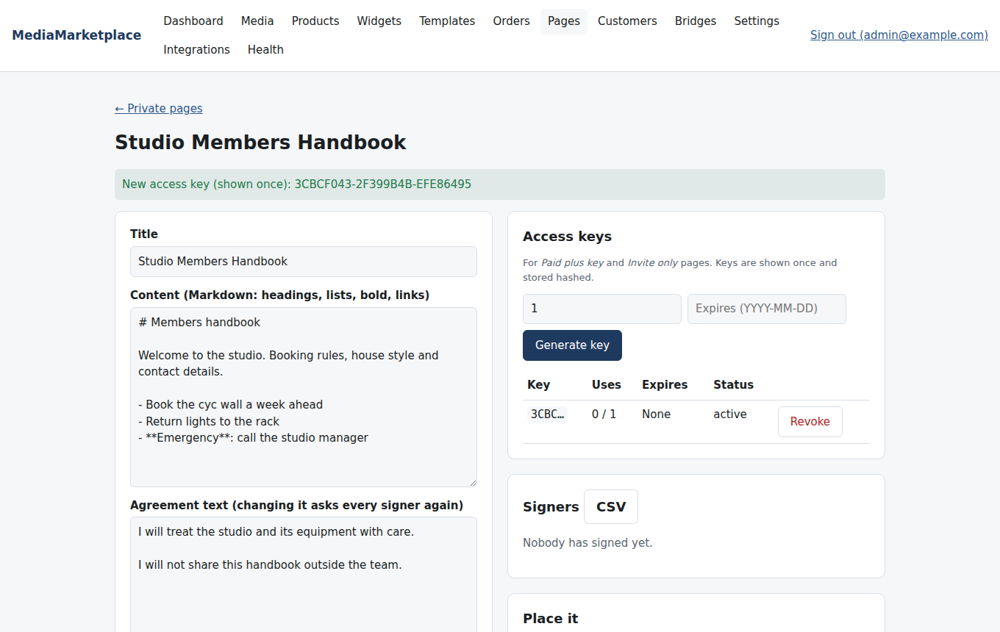 MediaMarketplace
Dashboard Media Products Widgets Templates Orders Pages Customers Bridges Settings
Integrations Health
Sign out (admin@example.com)
← Private pages
Studio Members Handbook
New access key (shown once): 3CBCF043-2F399B4B-EFE86495
Title
Studio Members Handbook
Content (Markdown: headings, lists, bold, links)
# Members handbook
Welcome to the studio. Booking rules, house style and
contact details.
- Book the cyc wall a week ahead
- Return lights to the rack
- **Emergency**: call the studio manager
Agreement text (changing it asks every signer again)
I will treat the studio and its equipment with care.
I will not share this handbook outside the team.
Access keys
For Paid plus key and Invite only pages. Keys are shown once and
stored hashed.
1 Expires (YYYY-MM-DD)
Generate key
Key Uses Expires Status
3CBC… 0 / 1 None active Revoke
Signers CSV
Nobody has signed yet.
Place it